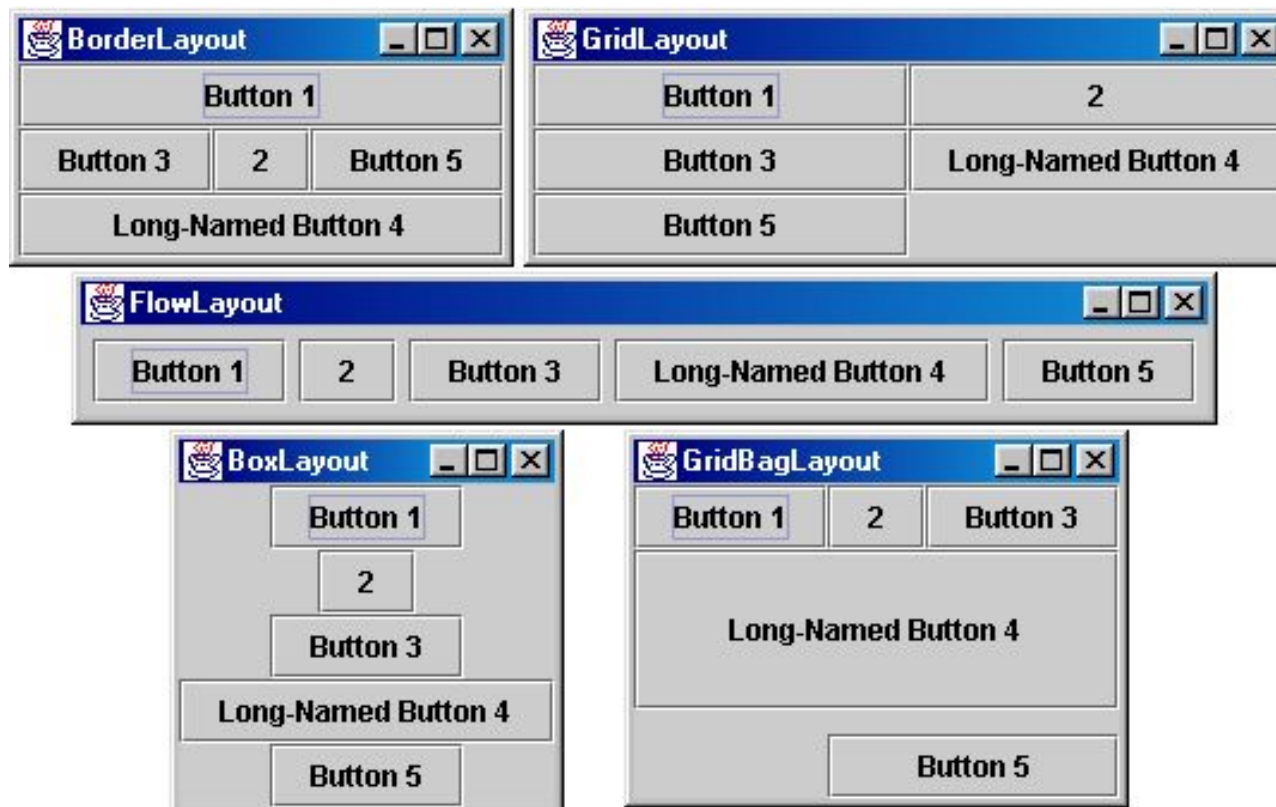 BorderLayout
Button 1
Button 3 2 Button 5
Long-Named Button 4
GridLayout
Button 1 2
Button 3 Long-Named Button 4
Button 5
FlowLayout
Button 1 2 Button 3 Long-Named Button 4 Button 5
BoxLayout
Button 1
2
Button 3
Long-Named Button 4
Button 5
GridBagLayout
Button 1 2 Button 3
Long-Named Button 4
Button 5